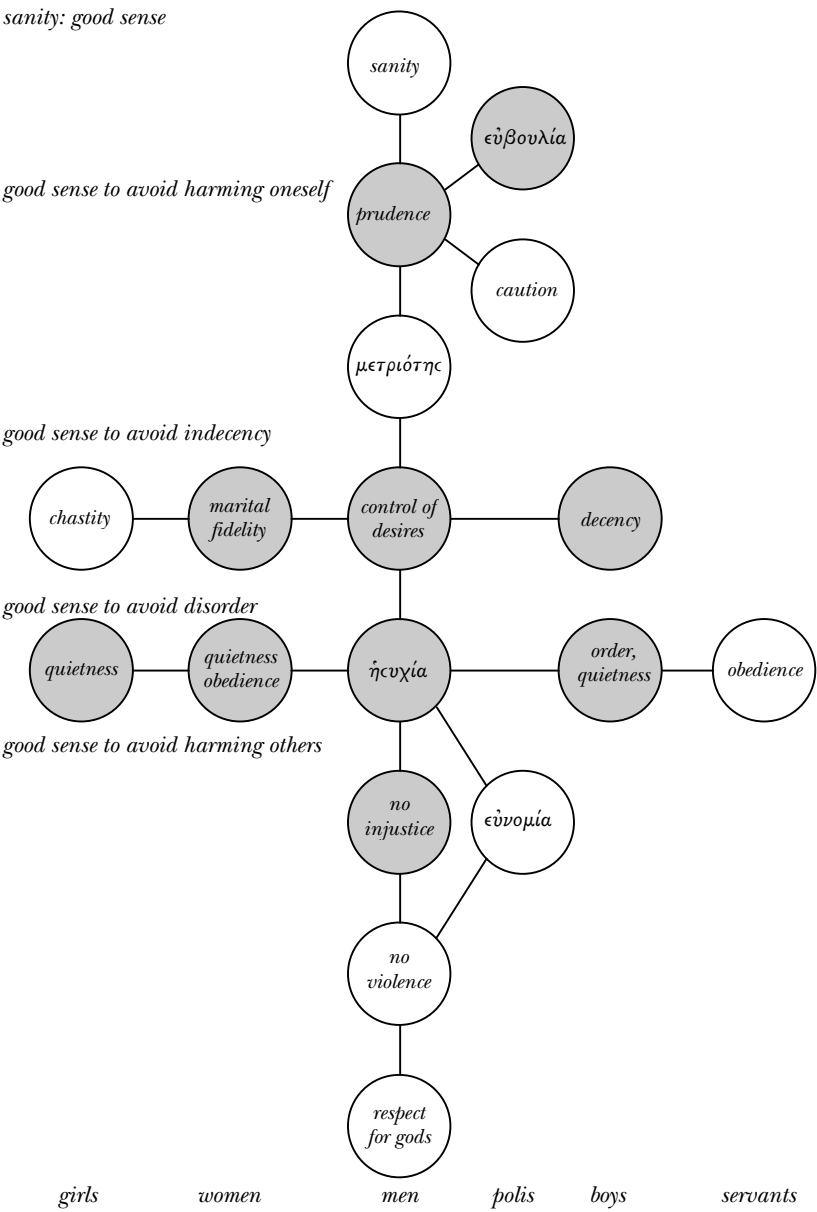 sanity: good sense
sanity
εὐβουλία
good sense to avoid harming oneself
prudence
caution
μετριότης
good sense to avoid indecency
chastity
marital
fidelity
control of
desires
decency
good sense to avoid disorder
quietness
quietness
obedience
ἡϲυχία
order,
quietness
obedience
good sense to avoid harming others
no
injustice
εὐνομία
no
violence
respect
for gods
girls women men polis boys servants